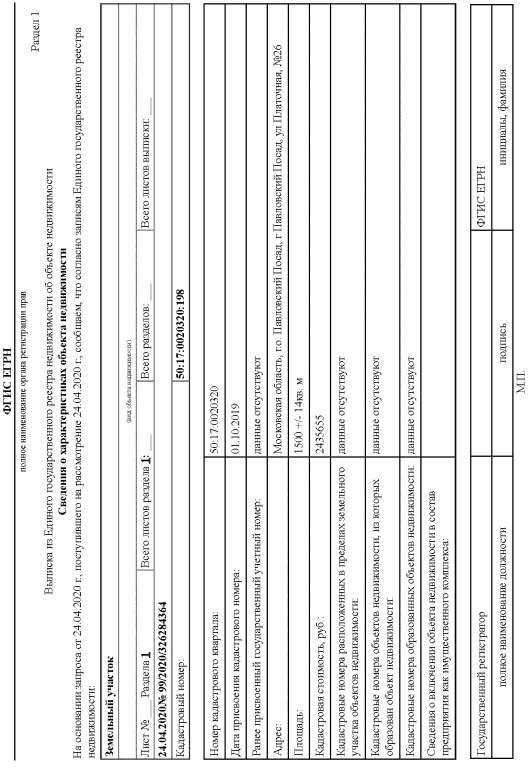 ФГИС ЕГРН
полное наименование органа регистрации прав
Раздел 1
Выписка из Единого государственного реестра недвижимости об объекте недвижимости
Сведения о характеристиках объекта недвижимости
На основании запроса от 24.04.2020 г., поступившего на рассмотрение 24.04.2020 г., сообщаем, что согласно записям Единого государственного реестра
недвижимости:
Земельный участок
(вид объекта недвижимости)
Лист № ___ Раздела 1 Всего листов раздела 1: ___ Всего разделов: ___ Всего листов выписки: ___
24.04.2020№ 99/2020/326284364
Кадастровый номер: 50:17:0020320:198
Номер кадастрового квартала: 50:17:0020320
Дата присвоения кадастрового номера: 01.10.2019
Ранее присвоенный государственный учетный номер: данные отсутствуют
Адрес: Московская область, г.о. Павловский Посад, г Павловский Посад, ул Платочная, №26
Площадь: 1500 +/- 14кв. м
Кадастровая стоимость, руб.: 2435655
Кадастровые номера расположенных в пределах земельного данные отсутствуют
участка объектов недвижимости:
Кадастровые номера объектов недвижимости, из которых данные отсутствуют
образован объект недвижимости:
Кадастровые номера образованных объектов недвижимости: данные отсутствуют
Сведения о включении объекта недвижимости в состав
предприятия как имущественного комплекса:
Государственный регистратор ФГИС ЕГРН
полное наименование должности подпись инициалы, фамилия
М.П.